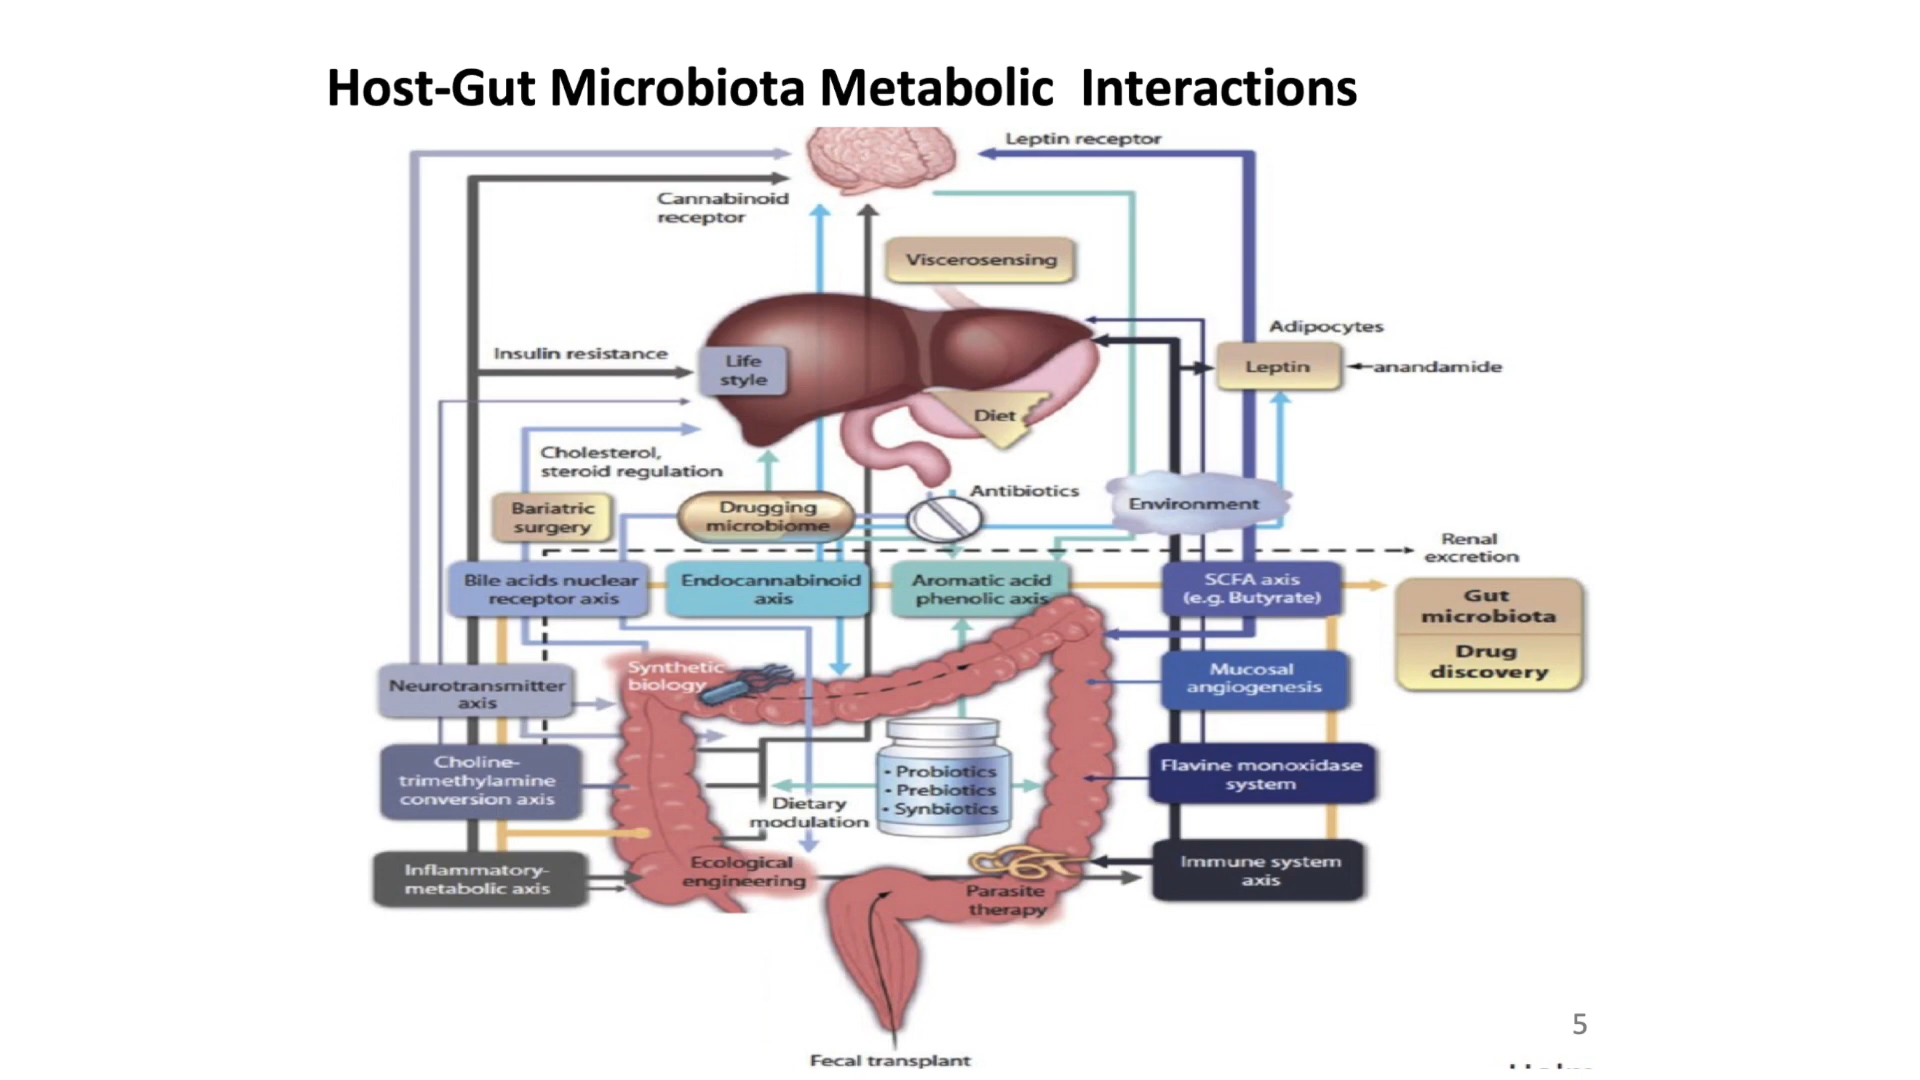 Host-Gut Microbiota Metabolic Interactions
Leptin receptor
Cannabinoid
receptor
Viscerosensing
Adipocytes
Insulin resistance
Life
style
Leptin
anandamide
Diet
Cholesterol,
steroid regulation
Antibiotics
Bariatric
surgery
Drugging
microbiome
Environment
Renal
excretion
Bile acids nuclear
receptor axis
Endocannabinoid
axis
Aromatic acid
phenolic axis
SCFA axis
(e.g. Butyrate)
Gut
microbiota
Drug
discovery
Synthetic
biology
Neurotransmitter
axis
Mucosal
angiogenesis
Choline-
trimethylamine
conversion axis
• Probiotics
• Prebiotics
• Synbiotics
Flavine monoxidase
system
Dietary
modulation
Ecological
engineering
Inflammatory-
metabolic axis
Parasite
therapy
Immune system
axis
5
Fecal transplant